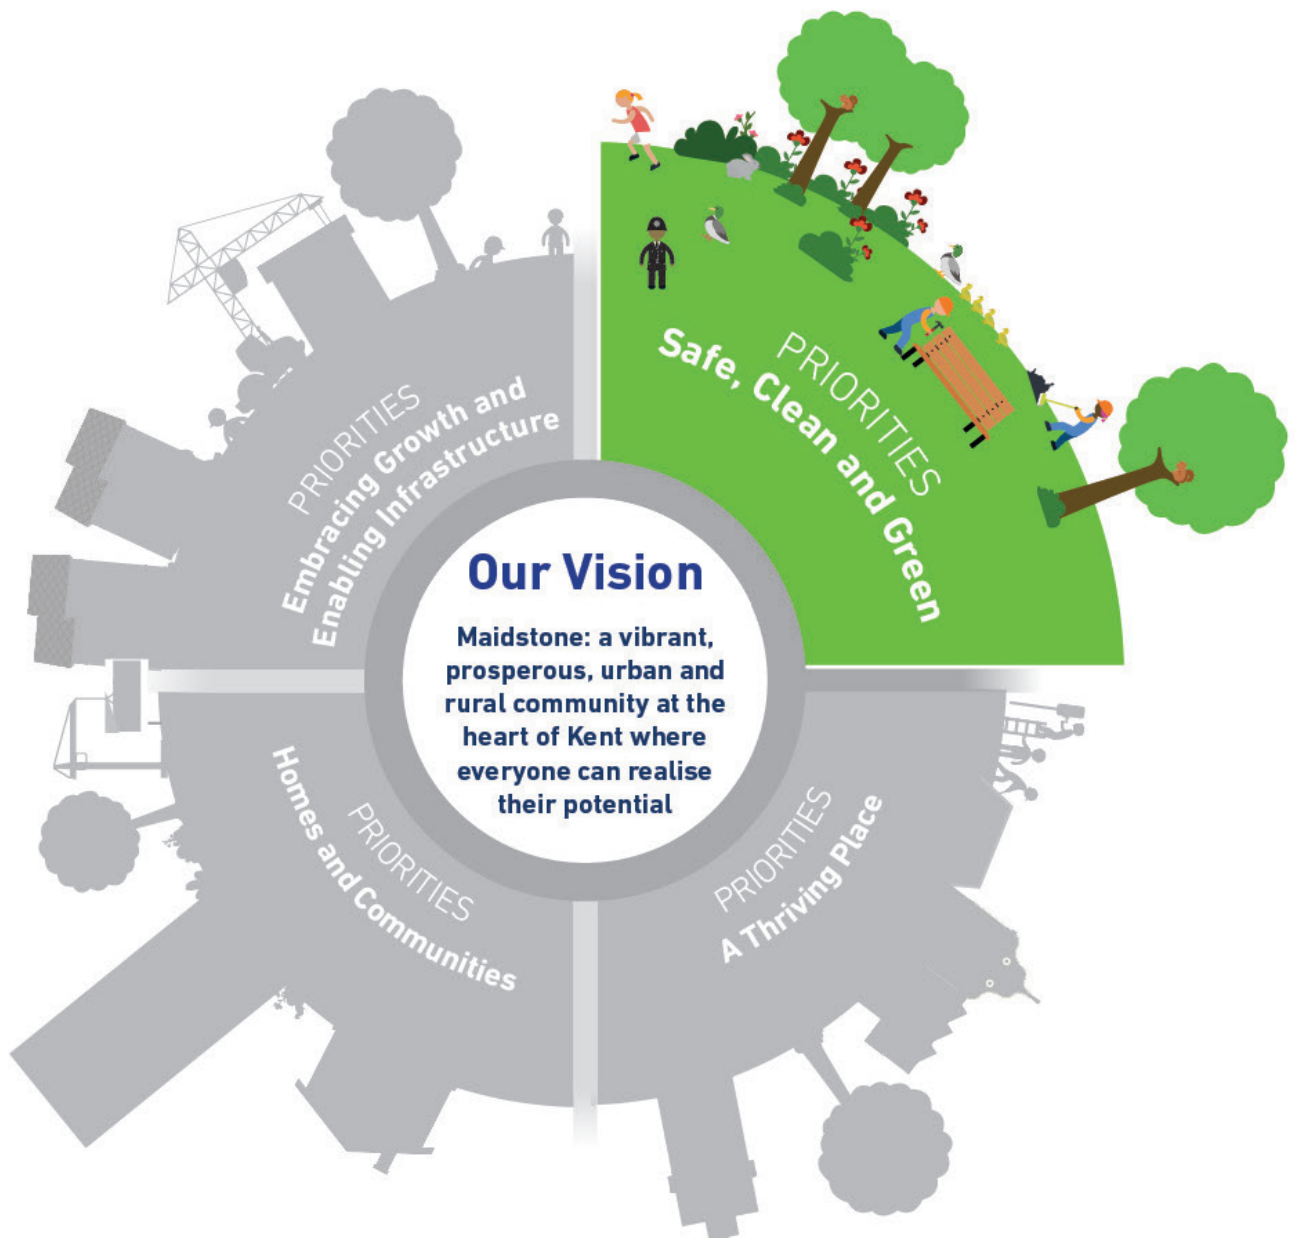 PRIORITIES
Safe, Clean and Green
PRIORITIES
Embracing Growth and
Enabling Infrastructure
Our Vision
Maidstone: a vibrant,
prosperous, urban and
rural community at the
heart of Kent where
everyone can realise
their potential
PRIORITIES
Homes and Communities
PRIORITIES
A Thriving Place